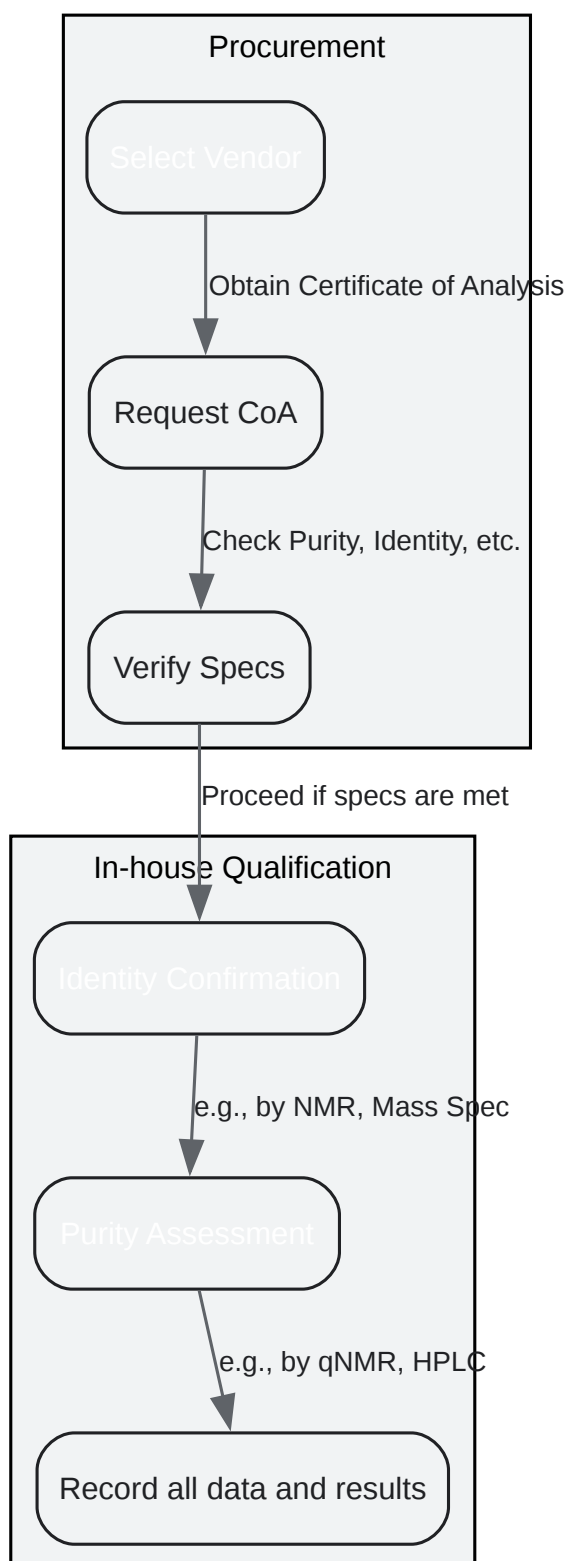 Procurement
Select Vendor
Obtain Certificate of Analysis
Request CoA
Check Purity, Identity, etc.
Verify Specs
Proceed if specs are met
In-house Qualification
Identity Confirmation
e.g., by NMR, Mass Spec
Purity Assessment
e.g., by qNMR, HPLC
Record all data and results